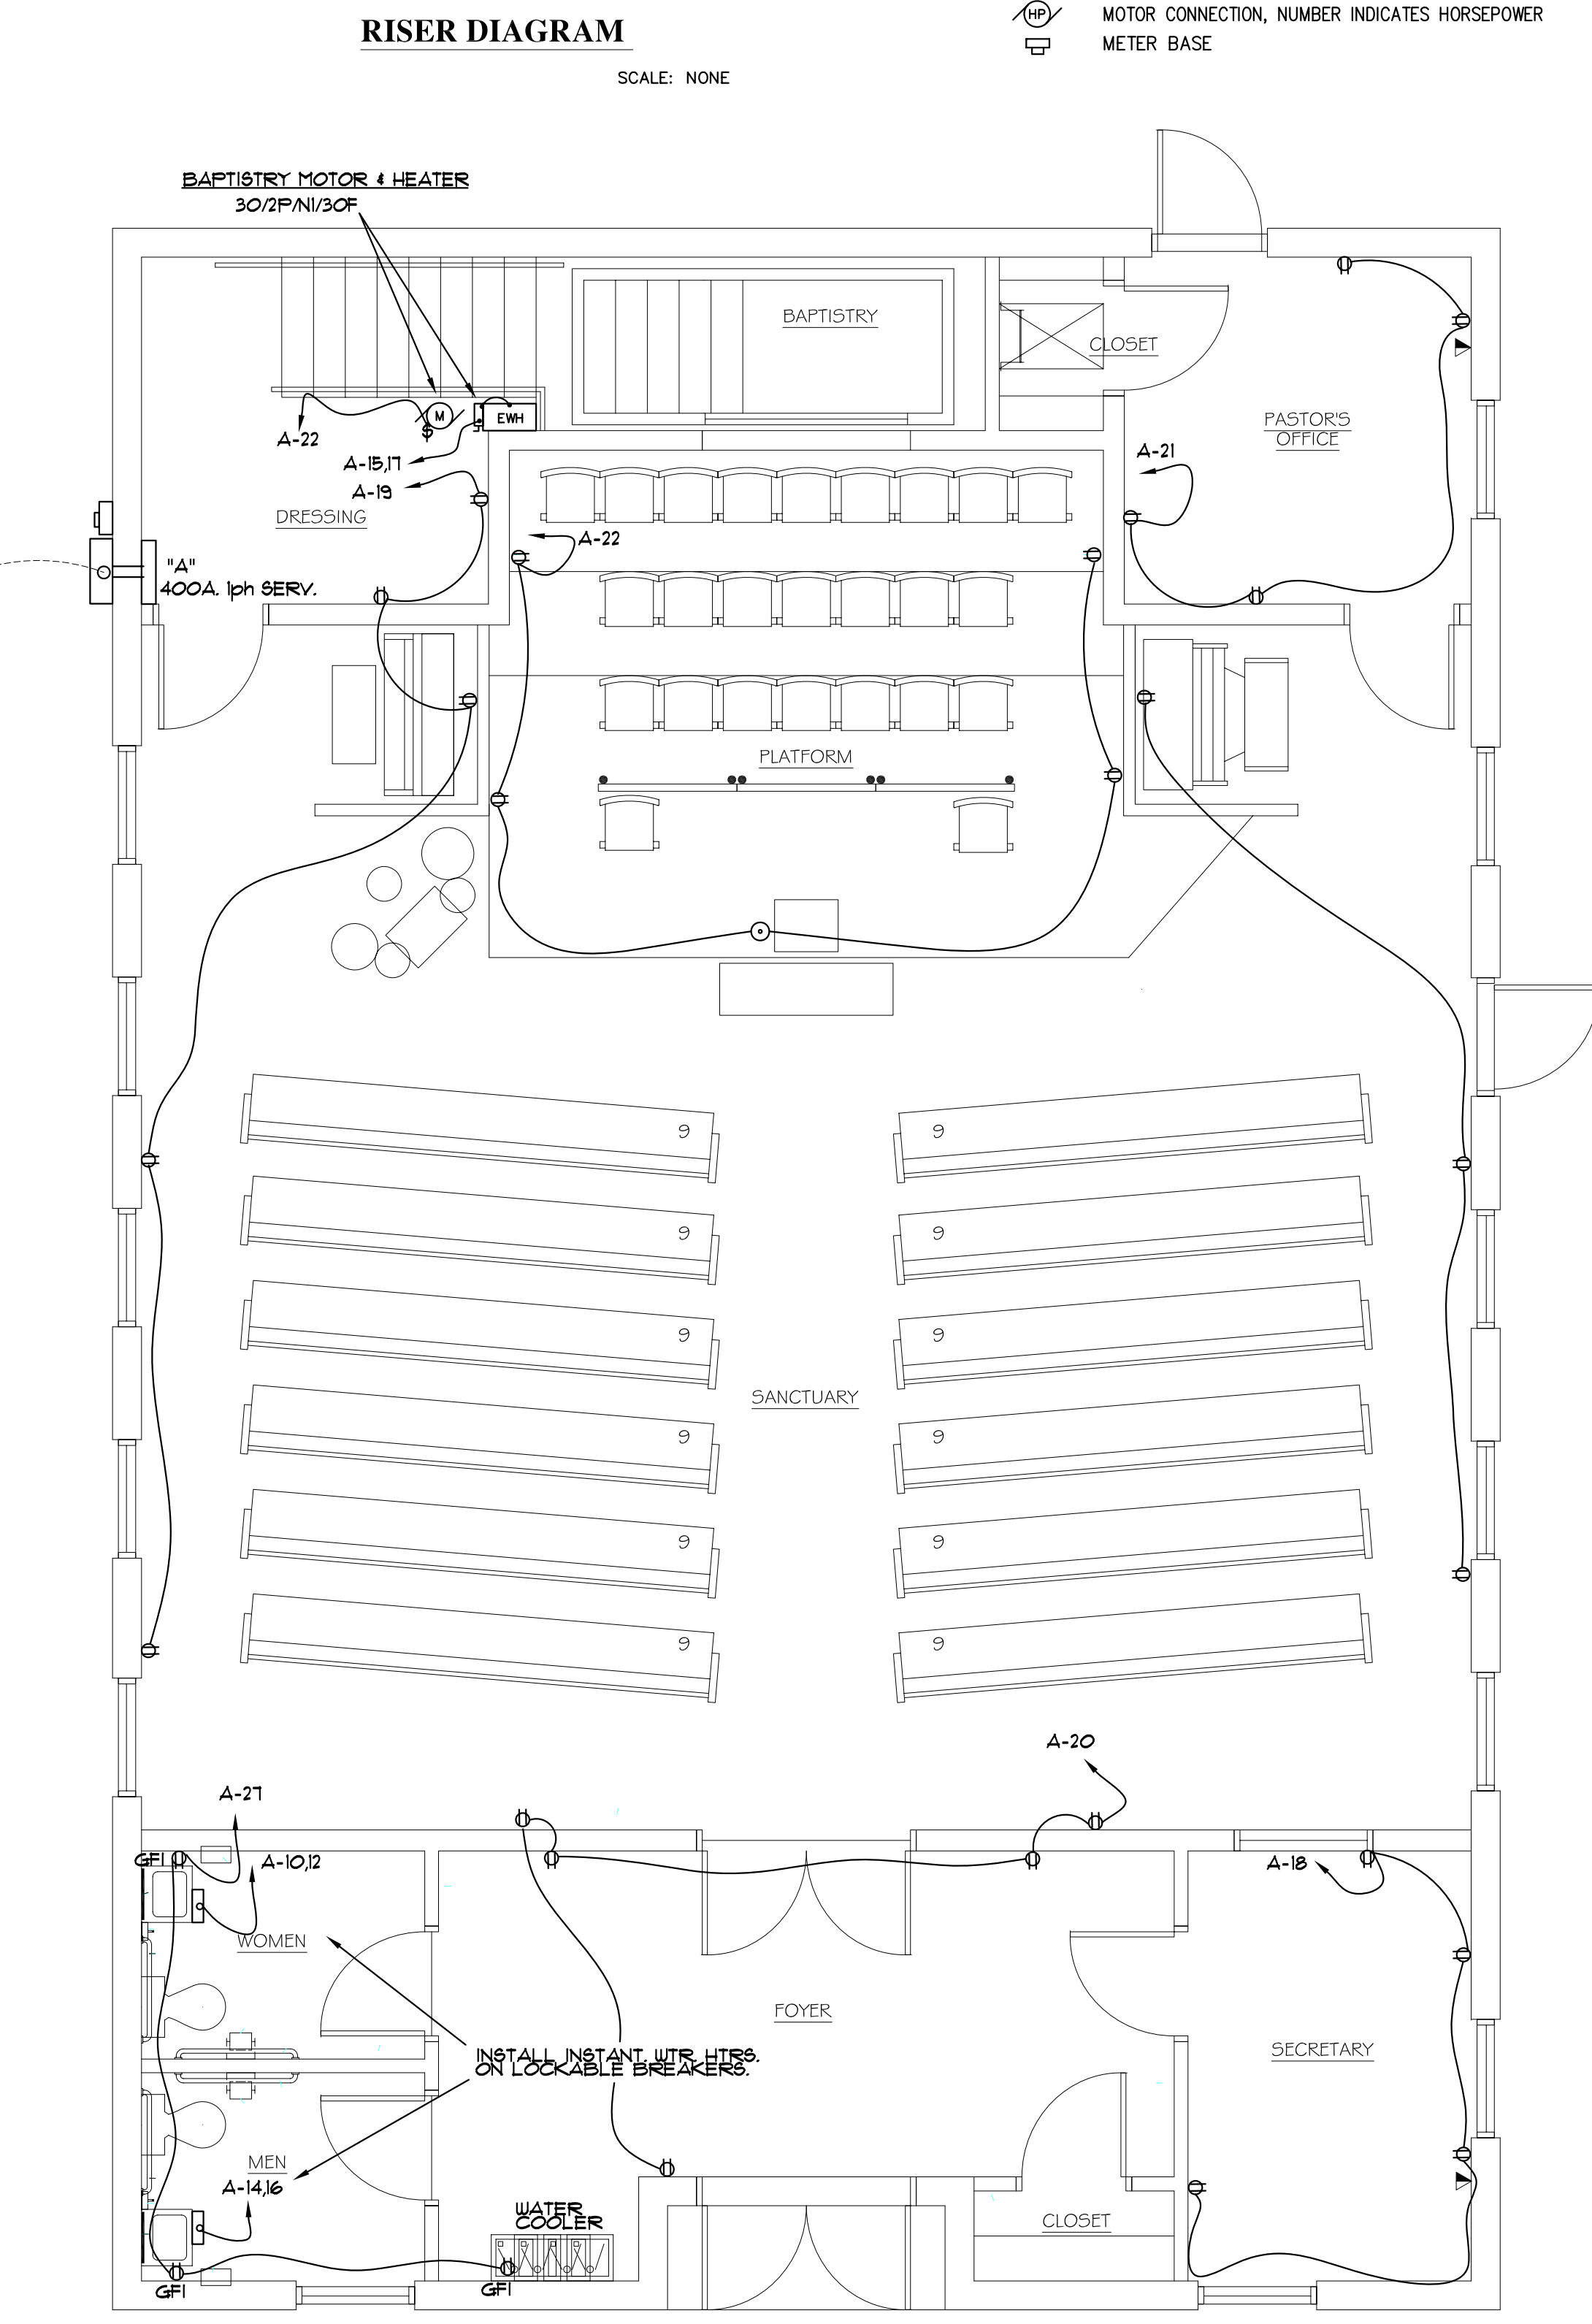 RISER DIAGRAM
SCALE: NONE
HP
MOTOR CONNECTION, NUMBER INDICATES HORSEPOWER
METER BASE
BAPTISTRY MOTOR & HEATER
30/2P/N1/30F
BAPTISTRY
CLOSET
M
EWH
$
A-22
A-15,17
A-19
DRESSING
PASTOR'S
OFFICE
A-21
A-22
"A"
400A. 1ph SERV.
PLATFORM
9
9
9
9
9
9
SANCTUARY
9
9
9
9
9
9
A-20
A-27
GFI
A-10,12
A-18
WOMEN
FOYER
INSTALL INSTANT. WTR. HTRS.
ON LOCKABLE BREAKERS.
SECRETARY
MEN
A-14,16
WATER
COOLER
CLOSET
GFI
GFI